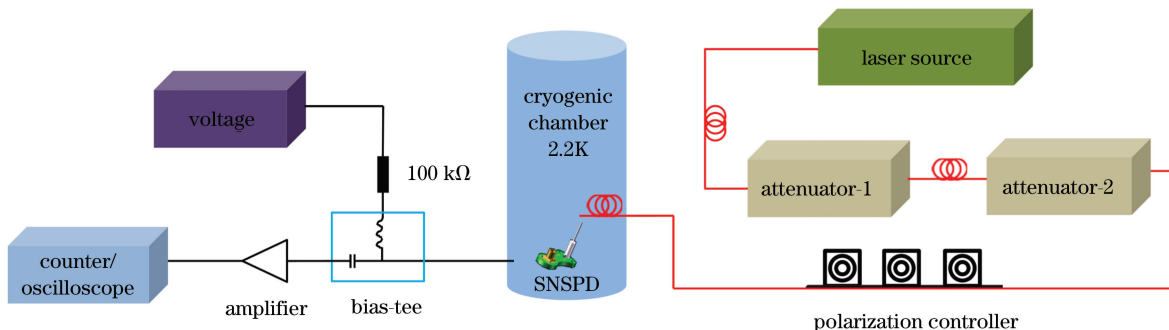 laser source
cryogenic
chamber
2.2K
voltage
100 kΩ
attenuator-1
attenuator-2
counter/
oscilloscope
SNSPD
amplifier
bias-tee
polarization controller